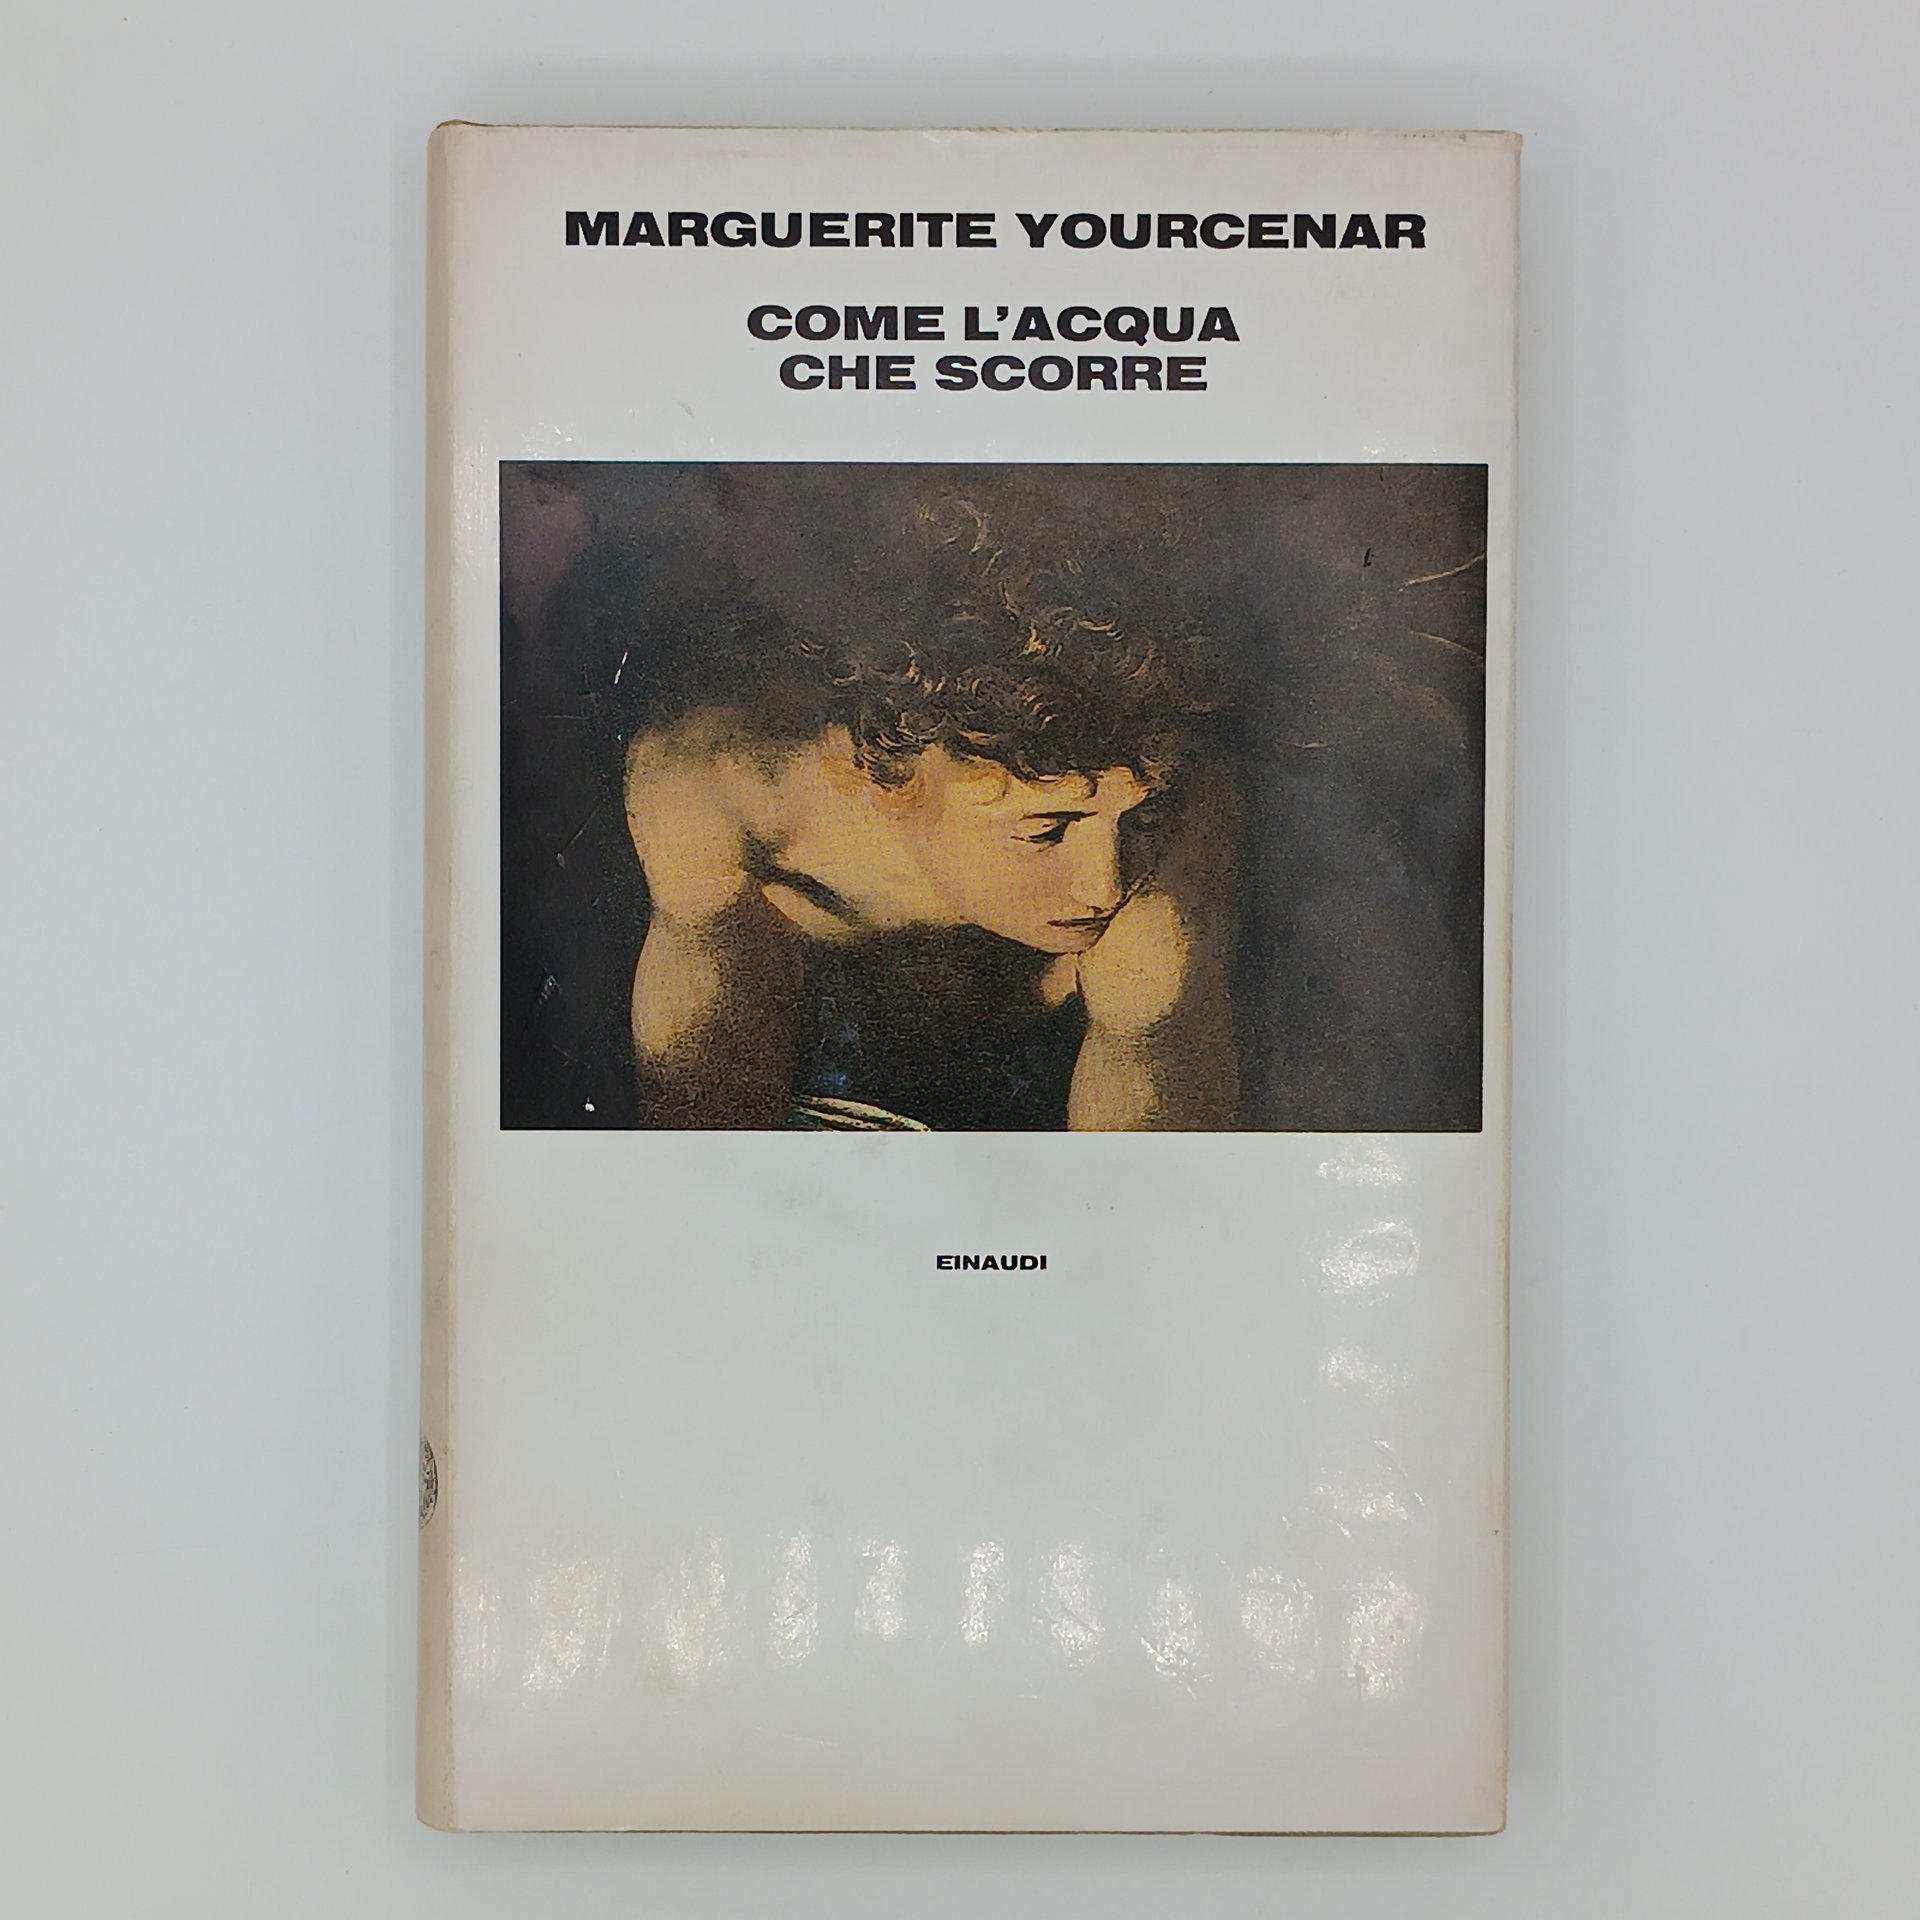 MARGUERITE YOURCENAR
COME L'ACQUA
CHE SCORRE
EINAUDI